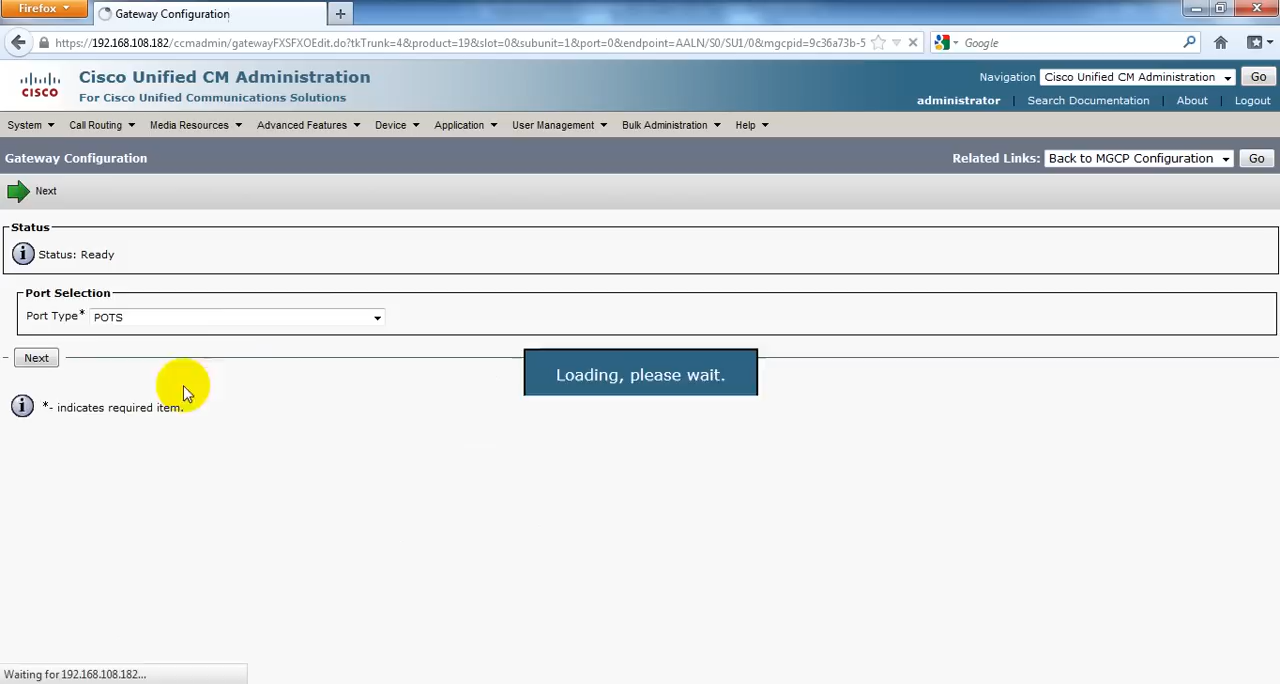 Firefox
Gateway Configuration
https://192.168.108.182/ccmadmin/gatewayFXSFXOEdit.do?tkTrunk=4&product=19&slot=0&subunit=1&port=0&endpoint=AALN/S0/SU1/0&mgcpid=9c36a73b-5
Google
Cisco Unified CM Administration
For Cisco Unified Communications Solutions
CISCO
Navigation Cisco Unified CM Administration Go
administrator | Search Documentation | About | Logout
System Call Routing Media Resources Advanced Features Device Application User Management Bulk Administration Help
Gateway Configuration
Related Links: Back to MGCP Configuration Go
Next
Status
Status: Ready
Port Selection
Port Type* POTS
Next
Loading, please wait.
*- indicates required item.
Waiting for 192.168.108.182...